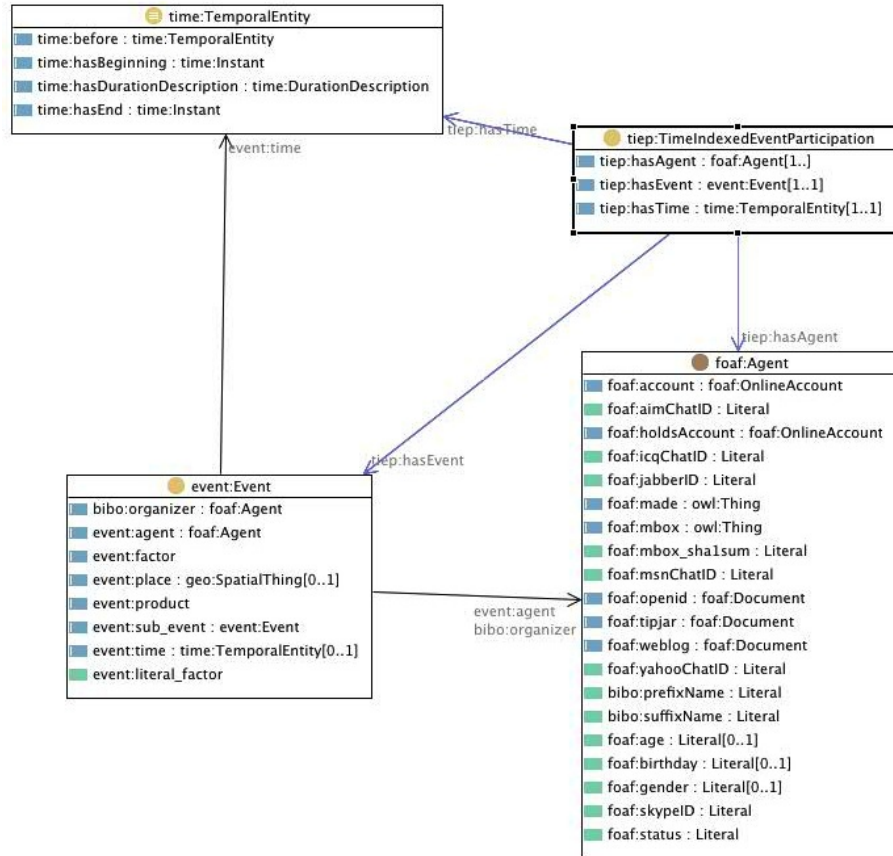 time:TemporalEntity
time:before : time:TemporalEntity
time:hasBeginning : time:Instant
time:hasDurationDescription : time:DurationDescription
time:hasEnd : time:Instant
event:time
tiep:hasTime
tiep:TimeIndexedEventParticipation
tiep:hasAgent : foaf:Agent[1..]
tiep:hasEvent : event:Event[1..1]
tiep:hasTime : time:TemporalEntity[1..1]
tiep:hasAgent
tiep:hasEvent
event:Event
bibo:organizer : foaf:Agent
event:agent : foaf:Agent
event:factor
event:place : geo:SpatialThing[0..1]
event:product
event:sub_event : event:Event
event:time : time:TemporalEntity[0..1]
event:literal_factor
event:agent
bibo:organizer
foaf:Agent
foaf:account : foaf:OnlineAccount
foaf:aimChatID : Literal
foaf:holdsAccount : foaf:OnlineAccount
foaf:icqChatID : Literal
foaf:jabberID : Literal
foaf:made : owl:Thing
foaf:mbox : owl:Thing
foaf:mbox_sha1sum : Literal
foaf:msnChatID : Literal
foaf:openid : foaf:Document
foaf:tipjar : foaf:Document
foaf:weblog : foaf:Document
foaf:yahooChatID : Literal
bibo:prefixName : Literal
bibo:suffixName : Literal
foaf:age : Literal[0..1]
foaf:birthday : Literal[0..1]
foaf:gender : Literal[0..1]
foaf:skypeID : Literal
foaf:status : Literal